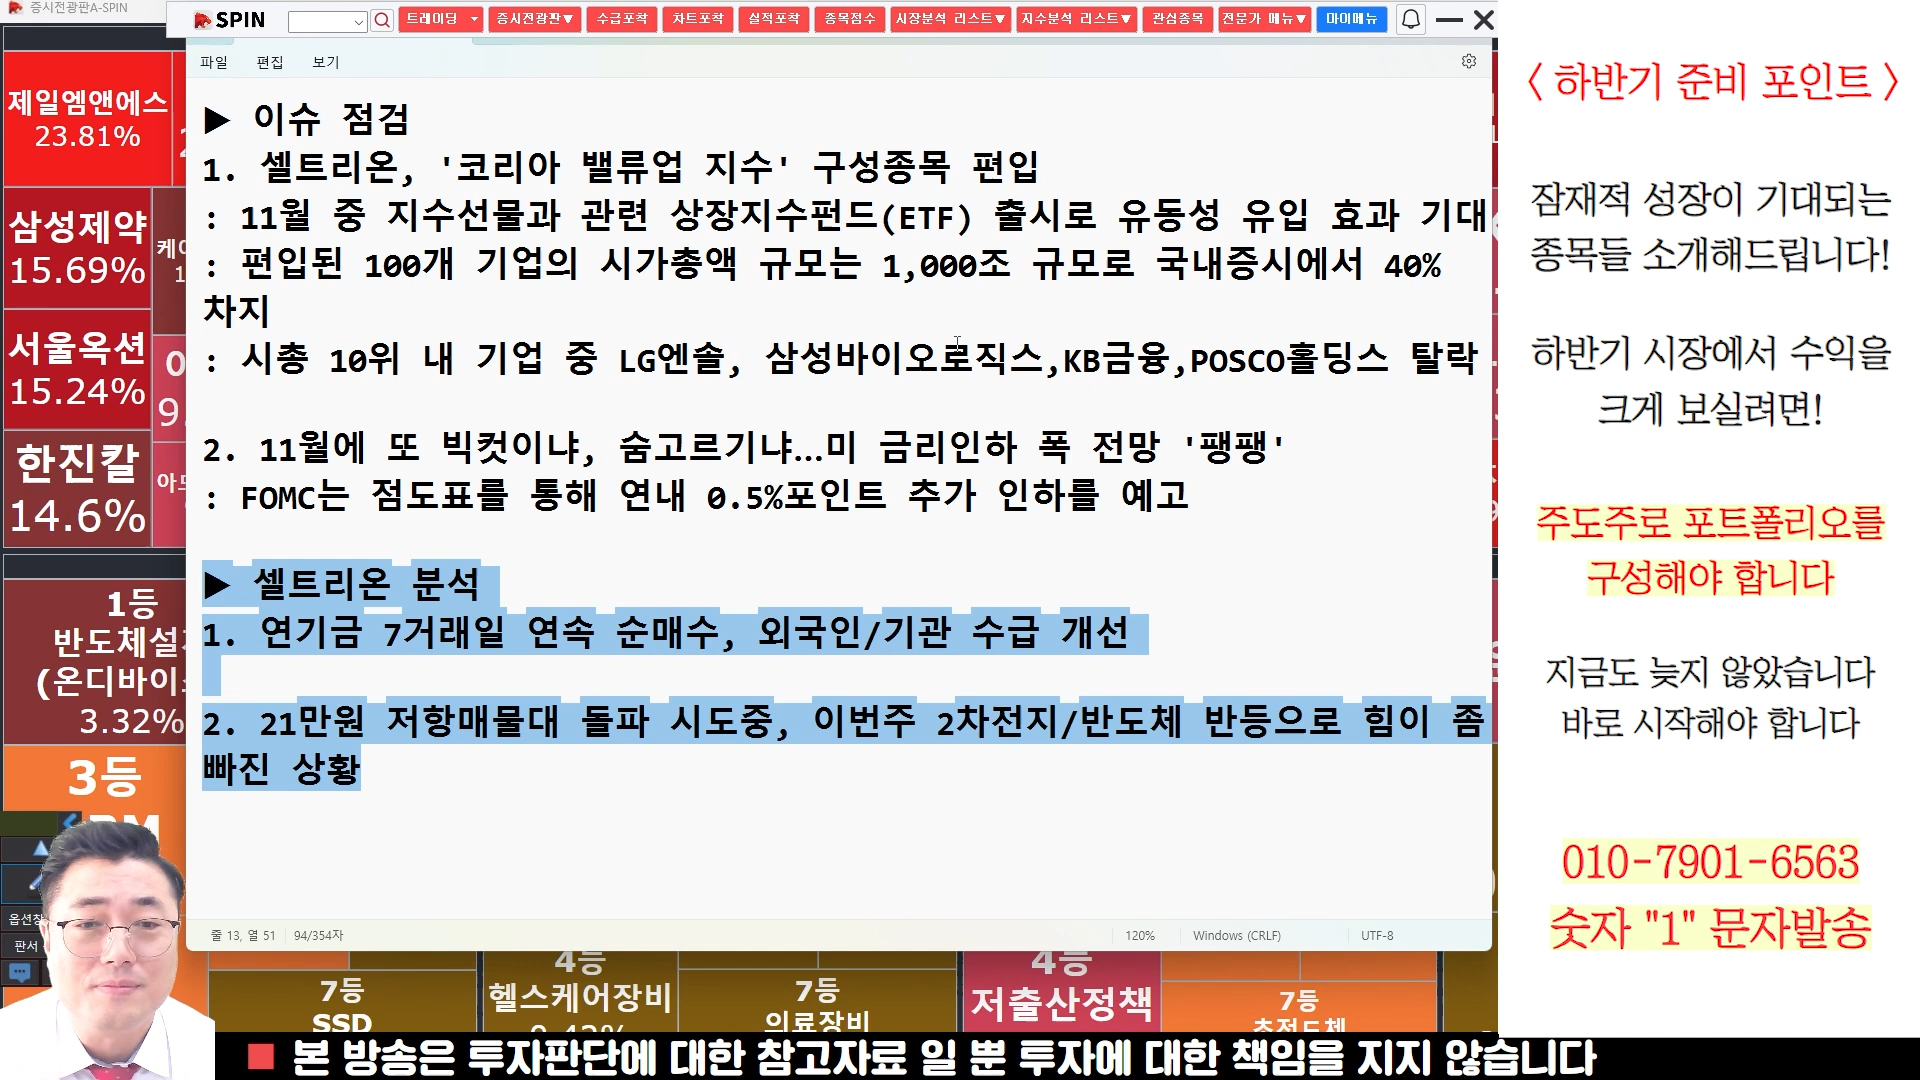 증시전광판A-SPIN
SPIN
트레이딩
증시전광판▼
수급포착
차트포착
실적포착
종목점수
시장분석 리스트▼
지수분석 리스트▼
관심종목
전문가 메뉴▼
마이메뉴
파일
편집
보기
▶ 이슈 점검
1. 셀트리온, '코리아 밸류업 지수' 구성종목 편입
: 11월 중 지수선물과 관련 상장지수펀드(ETF) 출시로 유동성 유입 효과 기대
: 편입된 100개 기업의 시가총액 규모는 1,000조 규모로 국내증시에서 40%
차지
: 시총 10위 내 기업 중 LG엔솔, 삼성바이오로직스,KB금융,POSCO홀딩스 탈락
2. 11월에 또 빅컷이냐, 숨고르기냐…미 금리인하 폭 전망 '팽팽'
: FOMC는 점도표를 통해 연내 0.5%포인트 추가 인하를 예고
▶ 셀트리온 분석
1. 연기금 7거래일 연속 순매수, 외국인/기관 수급 개선
2. 21만원 저항매물대 돌파 시도중, 이번주 2차전지/반도체 반등으로 힘이 좀
빠진 상황
줄 13, 열 51
94/354자
120%
Windows (CRLF)
UTF-8
제일엠앤에스
23.81%
삼성제약
15.69%
서울옥션
15.24%
한진칼
14.6%
1등
반도체설
(온디바이
3.32%
3등
옵션창
판서
7등
SSD
4등
헬스케어장비
7등
의료장비
4등
저출산정책
7등
초전도체
〈 하반기 준비 포인트 〉
잠재적 성장이 기대되는
종목들 소개해드립니다!
하반기 시장에서 수익을
크게 보실려면!
주도주로 포트폴리오를
구성해야 합니다
지금도 늦지 않았습니다
바로 시작해야 합니다
010-7901-6563
숫자 "1" 문자발송
본 방송은 투자판단에 대한 참고자료 일 뿐 투자에 대한 책임을 지지 않습니다